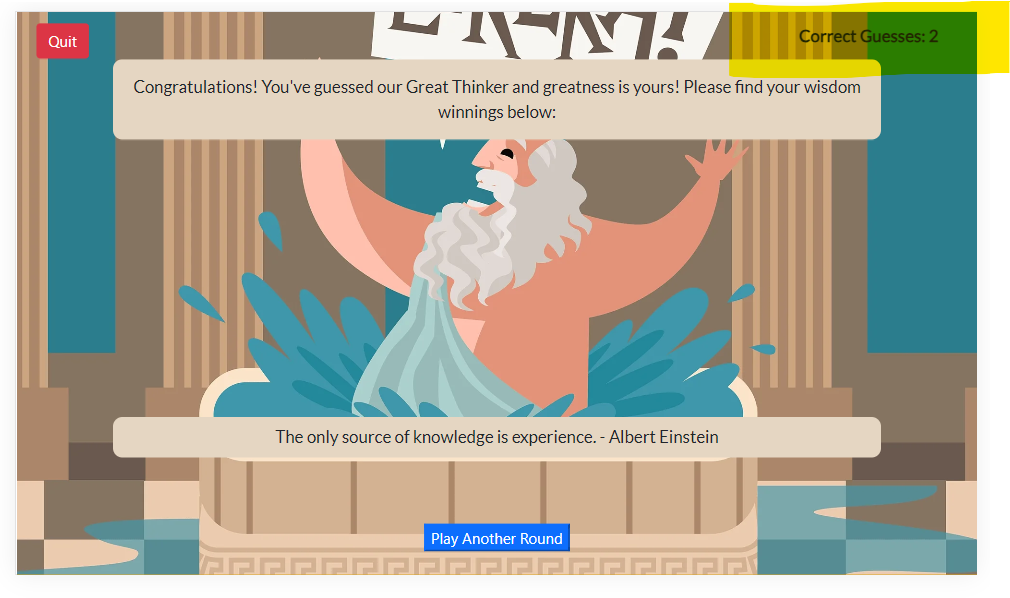 Quit
Correct Guesses: 2
Congratulations! You've guessed our Great Thinker and greatness is yours! Please find your wisdom
winnings below:
The only source of knowledge is experience. - Albert Einstein
Play Another Round